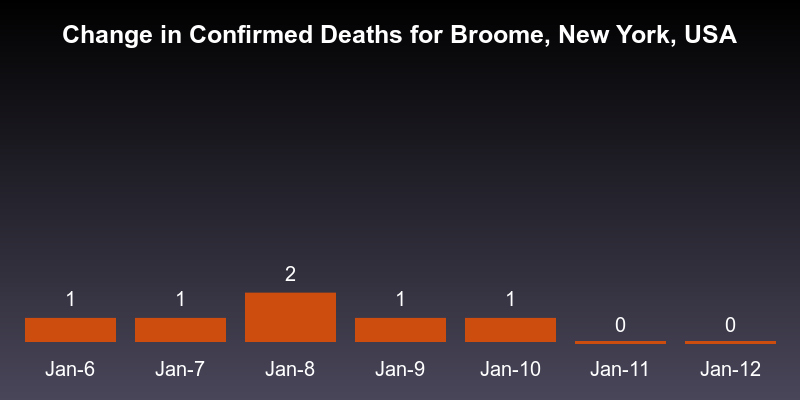 Change in Confirmed Deaths for Broome, New York, USA
2
1 1 1 1
0 0
Jan-6 Jan-7 Jan-8 Jan-9 Jan-10 Jan-11 Jan-12